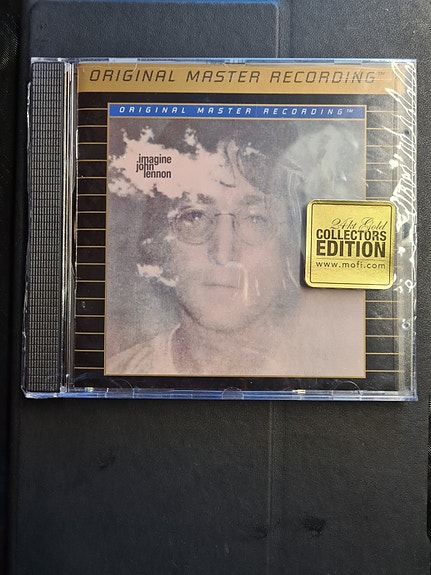 ORIGINAL MASTER RECORDING™
ORIGINAL MASTER RECORDING™
imagine
john
lennon
24kt Gold
COLLECTORS
EDITION
www.mofi.com